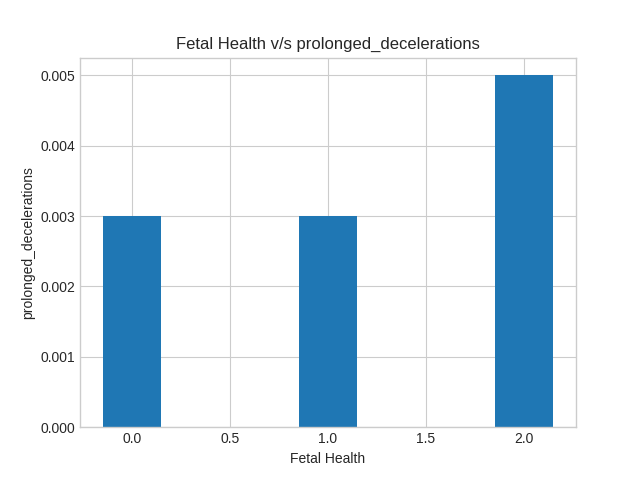 Fetal Health v/s prolonged_decelerations
0.005
0.004
0.003
0.002
0.001
0.000
prolonged_decelerations
0.0 0.5 1.0 1.5 2.0
Fetal Health